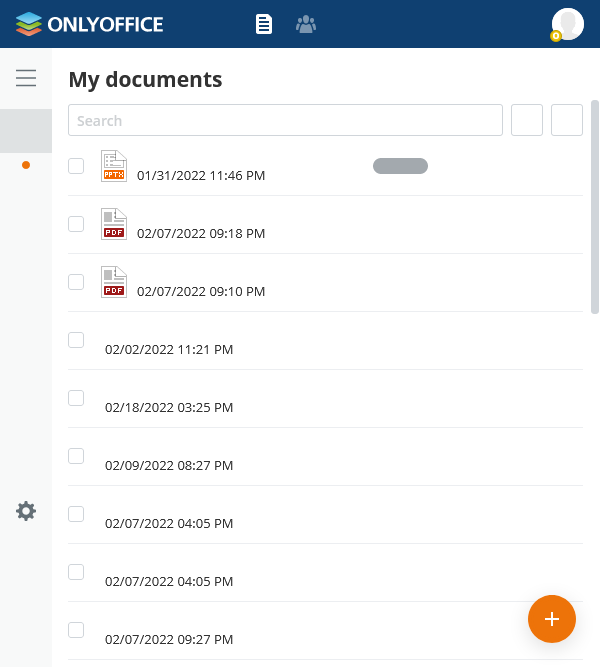 ONLYOFFICE
My documents
Search
PPTX
01/31/2022 11:46 PM
PDF
02/07/2022 09:18 PM
PDF
02/07/2022 09:10 PM
02/02/2022 11:21 PM
02/18/2022 03:25 PM
02/09/2022 08:27 PM
02/07/2022 04:05 PM
02/07/2022 04:05 PM
02/07/2022 09:27 PM